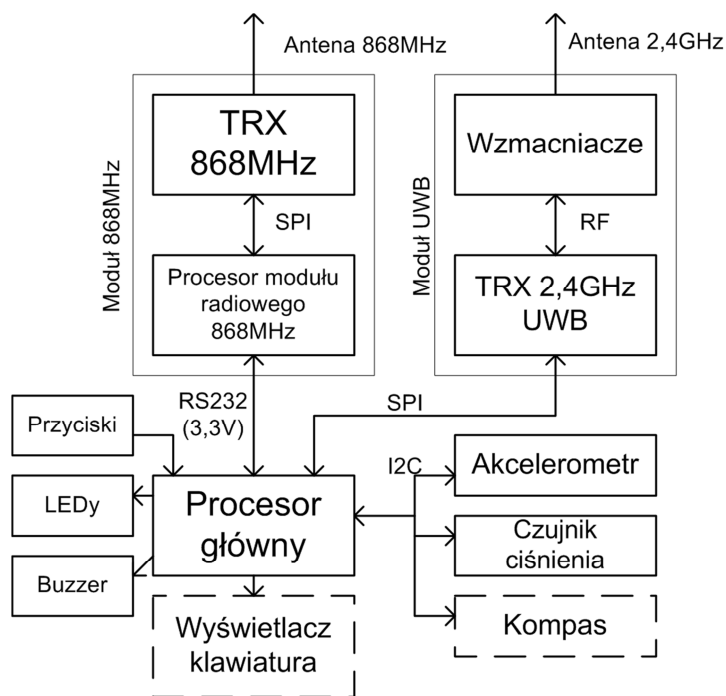 Antena 868MHz
Antena 2,4GHz
Moduł 868MHz
TRX
868MHz
SPI
Procesor modułu
radiowego
868MHz
Moduł UWB
Wzmacniacze
RF
TRX 2,4GHz
UWB
RS232
(3,3V)
SPI
Przyciski
LEDy
Buzzer
Procesor
główny
I2C
Akcelerometr
Czujnik
ciśnienia
Kompas
Wyświetlacz
klawiatura